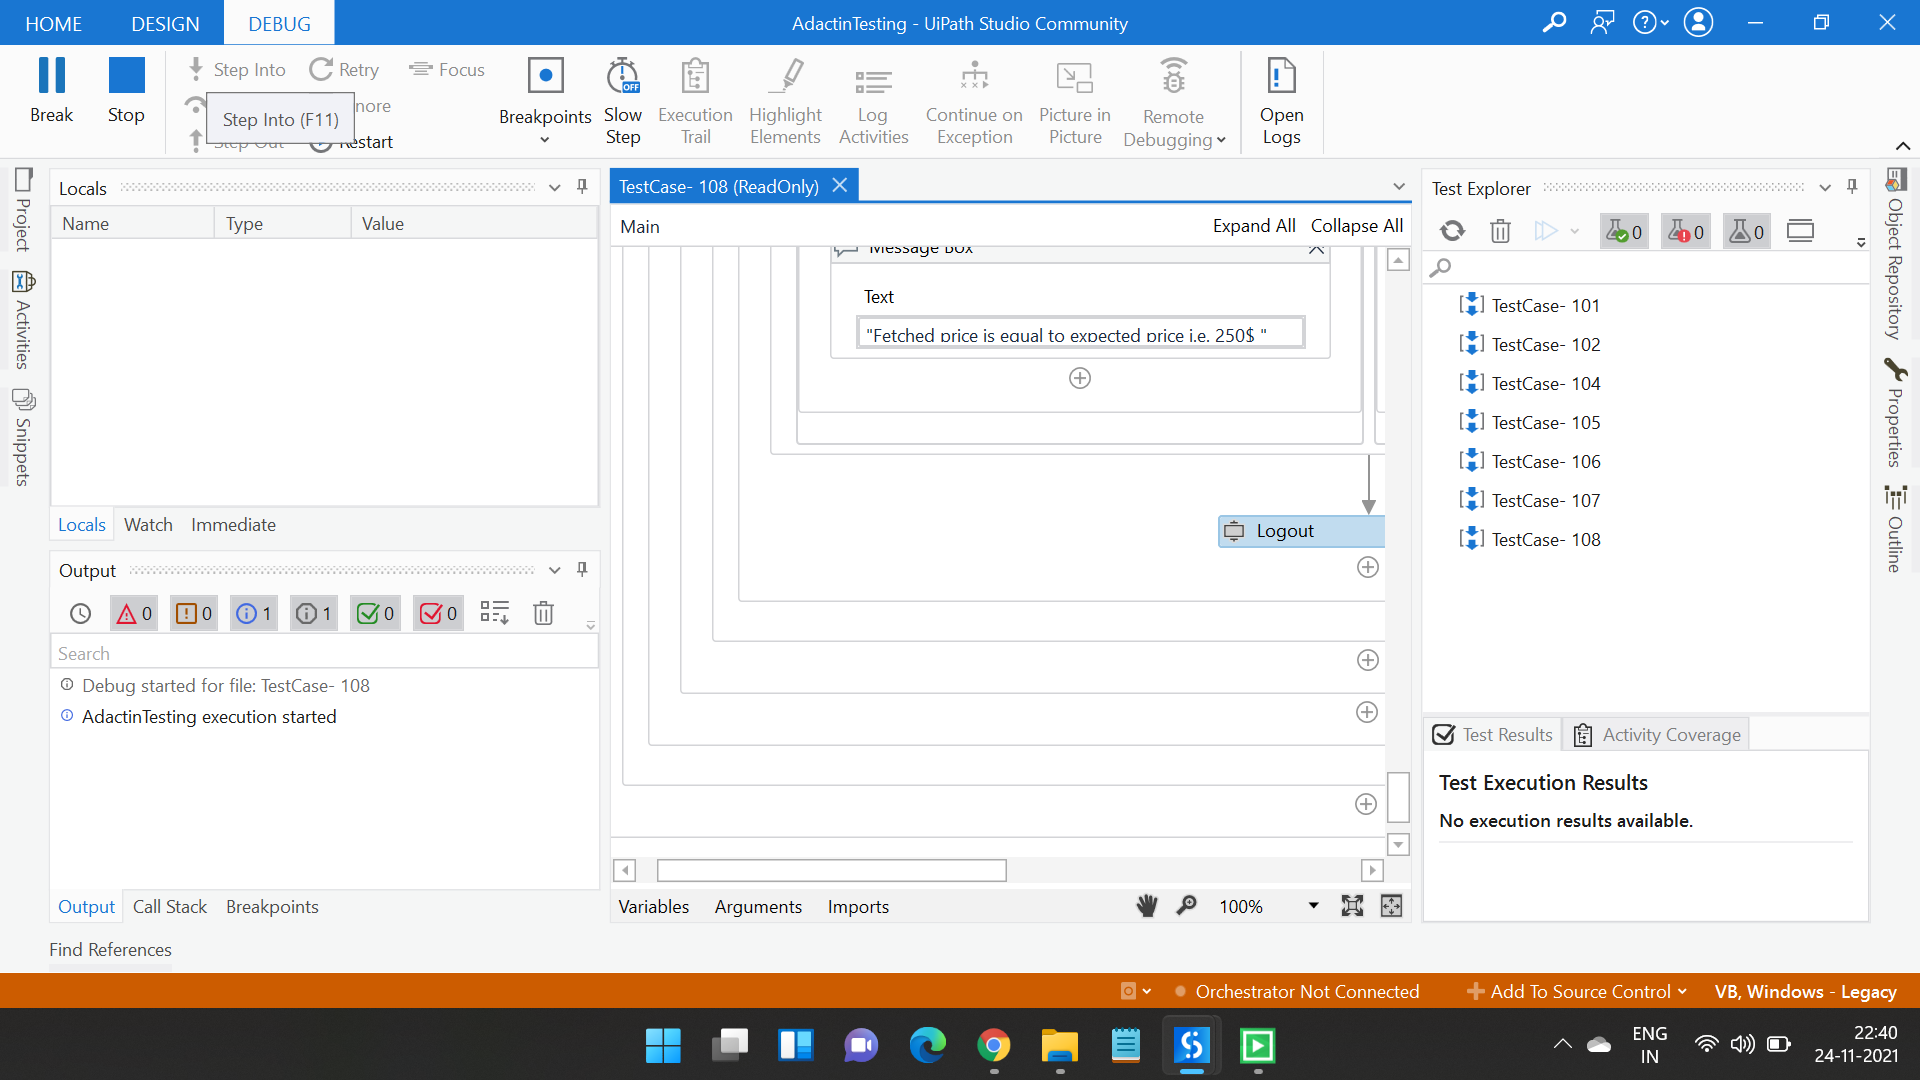 HOME DESIGN DEBUG AdactinTesting - UiPath Studio Community
Break Stop Step Into Retry Focus
nore
Step Into (F11)
Step Out Restart
Breakpoints Slow Step Execution Trail Highlight Elements Log Activities Continue on Exception Picture in Picture Remote Debugging Open Logs
Project
Activities
Snippets
Locals
Name Type Value
Locals Watch Immediate
Output
0 0 1 1 0 0
Search
Debug started for file: TestCase- 108
AdactinTesting execution started
Output Call Stack Breakpoints
Find References
TestCase- 108 (ReadOnly)
Main Expand All Collapse All
Message Box
Text
"Fetched price is equal to expected price i.e. 250$ "
Logout
Variables Arguments Imports 100%
Test Explorer
0 0 0
TestCase- 101
TestCase- 102
TestCase- 104
TestCase- 105
TestCase- 106
TestCase- 107
TestCase- 108
Test Results Activity Coverage
Test Execution Results
No execution results available.
Object Repository
Properties
Outline
Orchestrator Not Connected Add To Source Control VB, Windows - Legacy
ENG
IN
22:40
24-11-2021